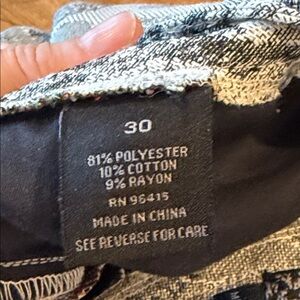 30
81% POLYESTER
10% COTTON
9% RAYON
RN 96415
MADE IN CHINA
SEE REVERSE FOR CARE